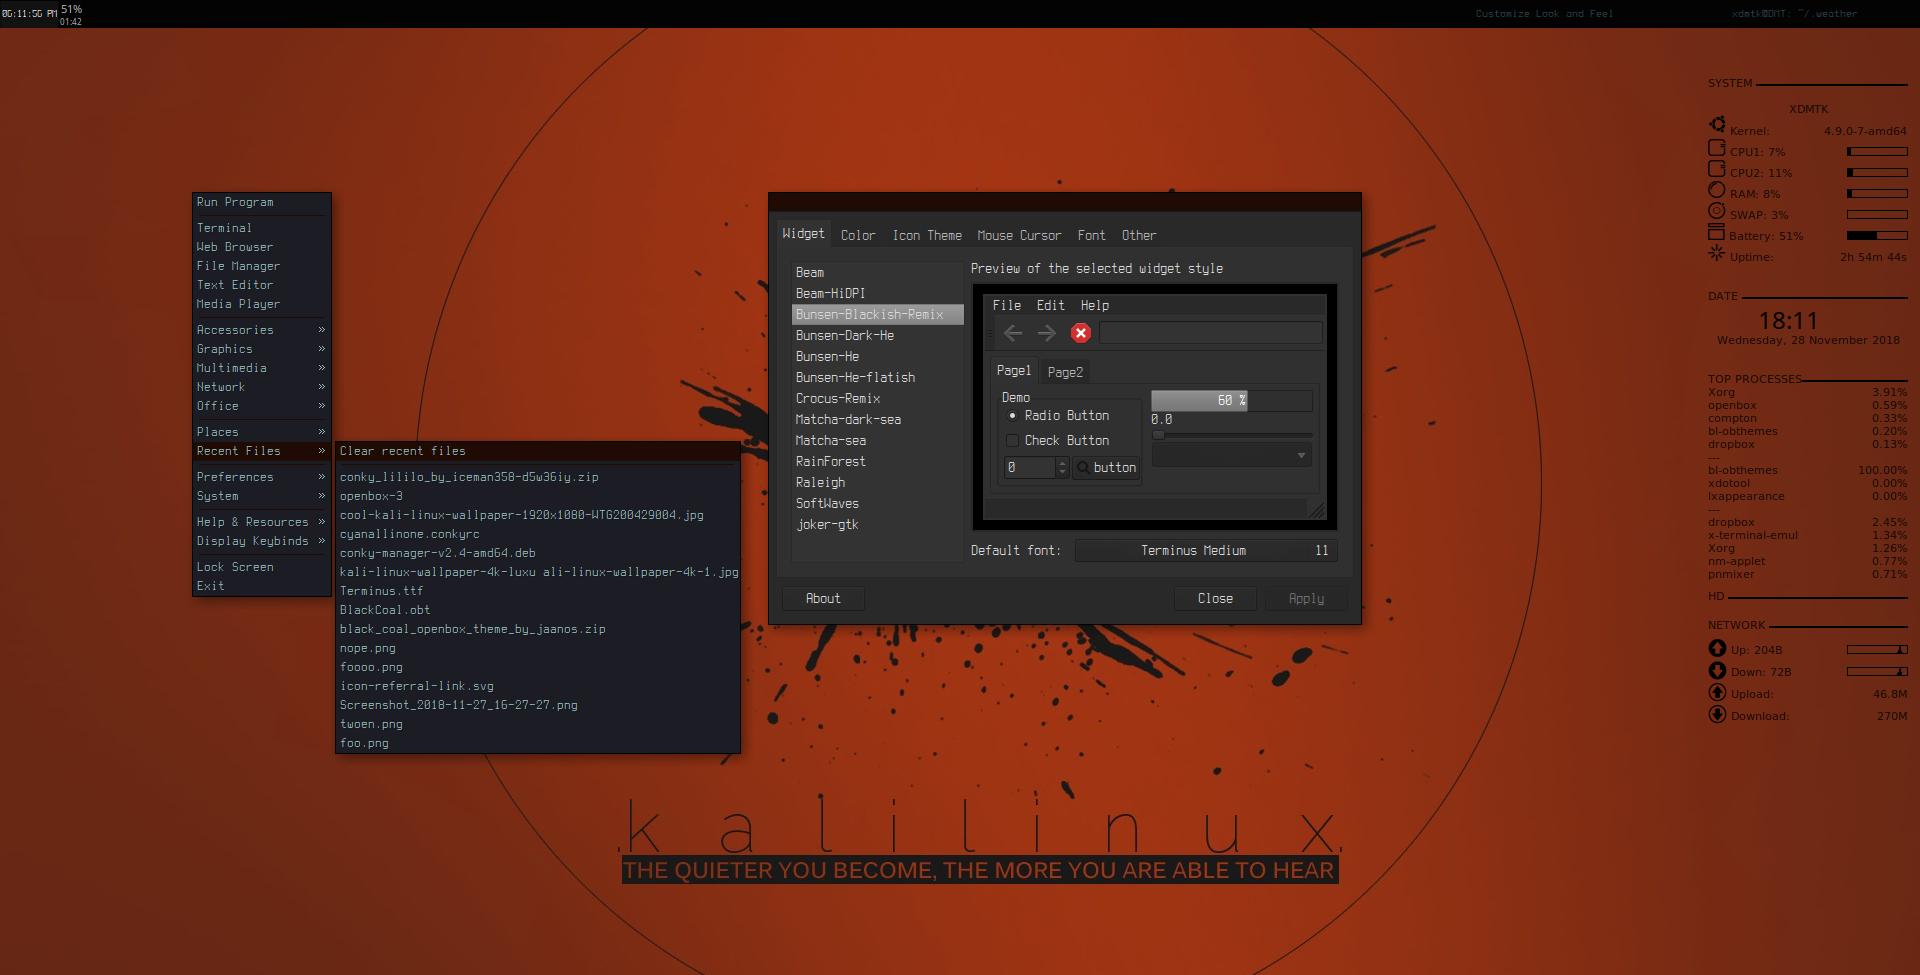 06:11:56 PM 51%
01:42
Customize Look and Feel
SYSTEM
XDMTK
Kernel: 4.9.0-7-amd64
CPU1: 7%
CPU2: 11%
RAM: 8%
SWAP: 3%
Battery: 51%
Uptime: 2h 54m 44s
DATE
18:11
Wednesday, 28 November 2018
TOP PROCESSES
Xorg 3.91%
openbox 0.59%
compton 0.33%
bl-obthemes 0.20%
dropbox 0.13%
---
bl-obthemes 100.00%
xdotool 0.00%
lxappearance 0.00%
---
dropbox 2.45%
x-terminal-emul 1.34%
Xorg 1.26%
nm-applet 0.77%
pnmixer 0.71%
HD
NETWORK
Up: 204B
Down: 72B
Upload: 46.8M
Download: 270M
Run Program
Terminal
Web Browser
File Manager
Text Editor
Media Player
Accessories »
Graphics »
Multimedia »
Network »
Office »
Places »
Recent Files »
Preferences »
System »
Help & Resources »
Display Keybinds »
Lock Screen
Exit
Clear recent files
conky_lililo_by_iceman358-d5w36iy.zip
openbox-3
cool-kali-linux-wallpaper-1920x1080-WTG200429004.jpg
cyanallinone.conkyrc
conky-manager-v2.4-amd64.deb
kali-linux-wallpaper-4k-luxu ali-linux-wallpaper-4k-1.jpg
Terminus.ttf
BlackCoal.obt
black_coal_openbox_theme_by_jaanos.zip
nope.png
foooo.png
icon-referral-link.svg
Screenshot_2018-11-27_16-27-27.png
twoen.png
foo.png
Widget Color Icon Theme Mouse Cursor Font Other
Beam
Beam-HiDPI
Bunsen-Blackish-Remix
Bunsen-Dark-He
Bunsen-He
Bunsen-He-flatish
Crocus-Remix
Matcha-dark-sea
Matcha-sea
RainForest
Raleigh
SoftWaves
joker-gtk
Preview of the selected widget style
File Edit Help
Page1 Page2
Demo
Radio Button
Check Button
0 button
60 %
0.0
Default font: Terminus Medium 11
About Close Apply
kali linux
THE QUIETER YOU BECOME, THE MORE YOU ARE ABLE TO HEAR